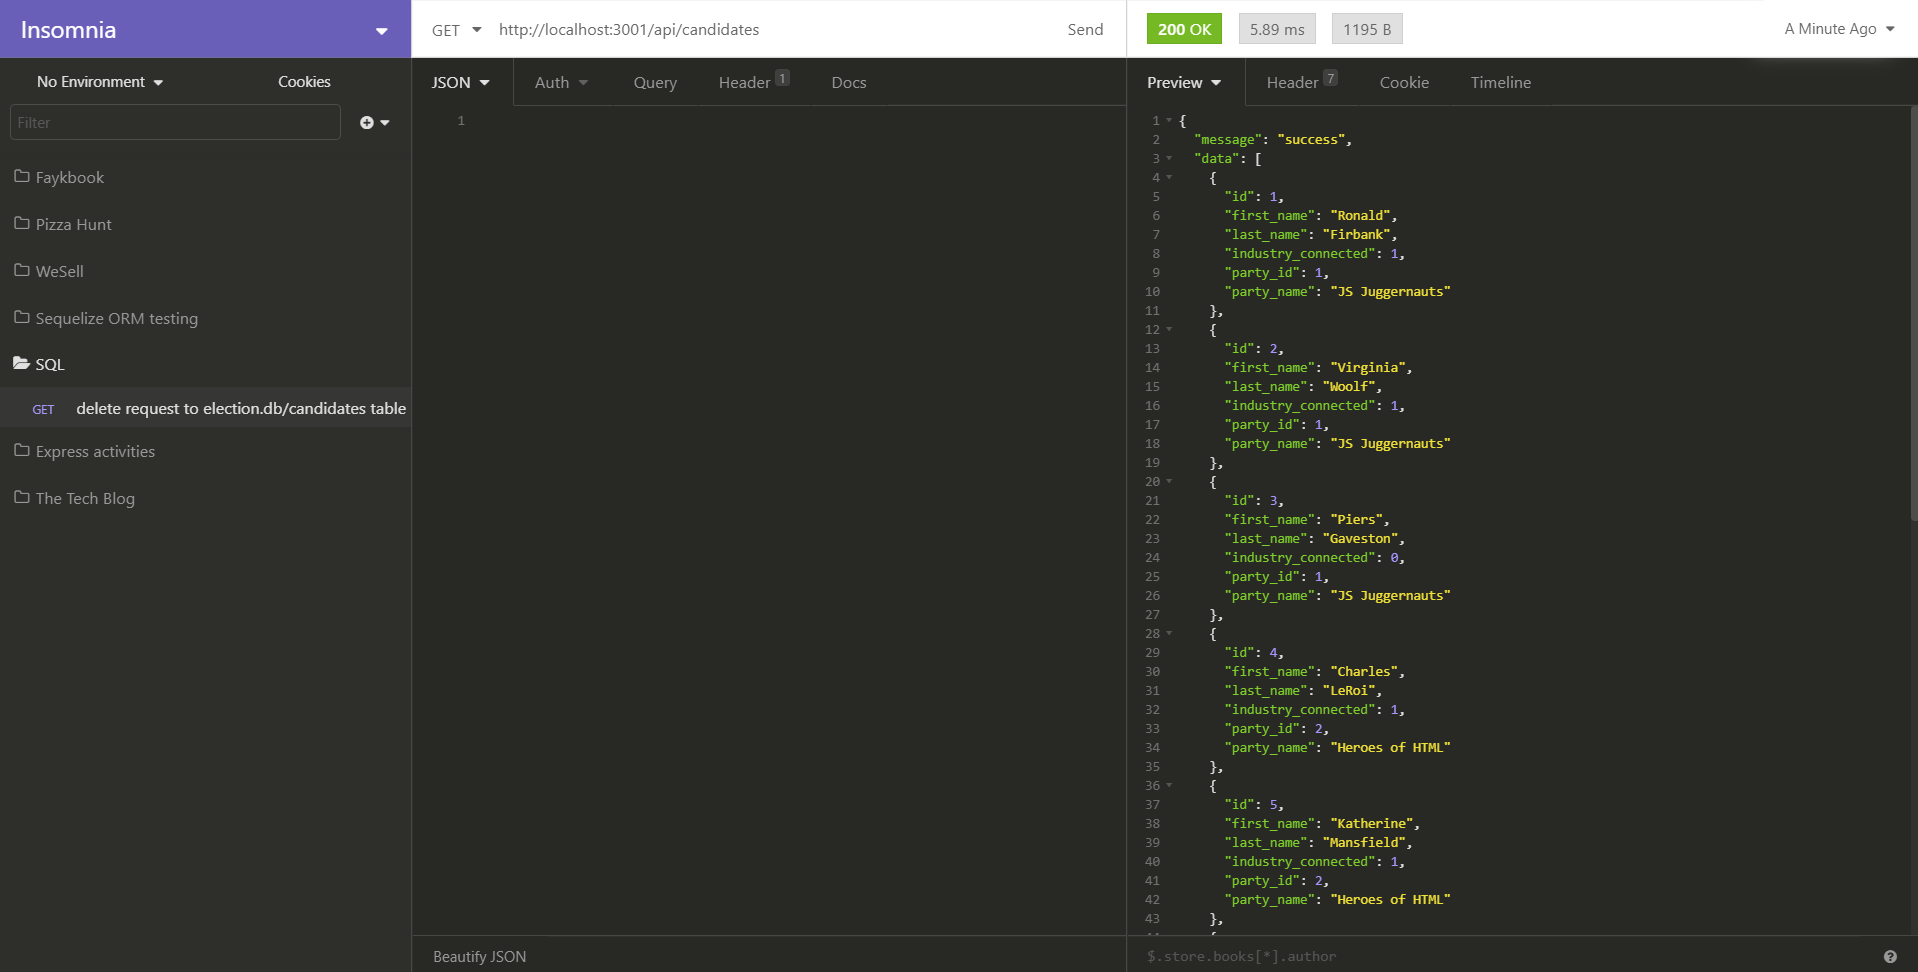 Insomnia
No Environment
Cookies
Filter
Faykbook
Pizza Hunt
WeSell
Sequelize ORM testing
SQL
GET delete request to election.db/candidates table
Express activities
The Tech Blog
GET http://localhost:3001/api/candidates Send
JSON Auth Query Header 1 Docs
1
Beautify JSON
200 OK 5.89 ms 1195 B A Minute Ago
Preview Header 7 Cookie Timeline
1 {
2 "message": "success",
3 "data": [
4 {
5 "id": 1,
6 "first_name": "Ronald",
7 "last_name": "Firbank",
8 "industry_connected": 1,
9 "party_id": 1,
10 "party_name": "JS Juggernauts"
11 },
12 {
13 "id": 2,
14 "first_name": "Virginia",
15 "last_name": "Woolf",
16 "industry_connected": 1,
17 "party_id": 1,
18 "party_name": "JS Juggernauts"
19 },
20 {
21 "id": 3,
22 "first_name": "Piers",
23 "last_name": "Gaveston",
24 "industry_connected": 0,
25 "party_id": 1,
26 "party_name": "JS Juggernauts"
27 },
28 {
29 "id": 4,
30 "first_name": "Charles",
31 "last_name": "LeRoi",
32 "industry_connected": 1,
33 "party_id": 2,
34 "party_name": "Heroes of HTML"
35 },
36 {
37 "id": 5,
38 "first_name": "Katherine",
39 "last_name": "Mansfield",
40 "industry_connected": 1,
41 "party_id": 2,
42 "party_name": "Heroes of HTML"
43 },
$.store.books[*].author